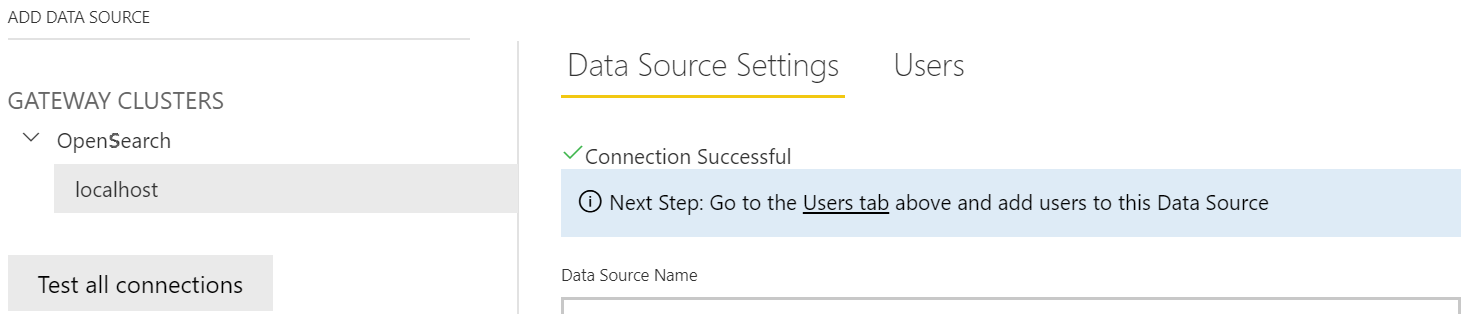 ADD DATA SOURCE
GATEWAY CLUSTERS
OpenSearch
localhost
Test all connections
Data Source Settings Users
Connection Successful
Next Step: Go to the Users tab above and add users to this Data Source
Data Source Name